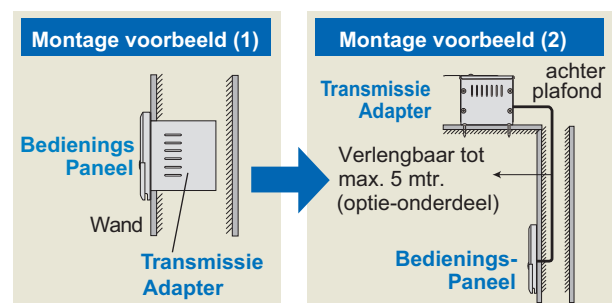 Montage voorbeeld (1)
Bedienings
Paneel
Wand
Transmissie
Adapter
Montage voorbeeld (2)
Transmissie
Adapter
achter
plafond
Verlengbaar tot
max. 5 mtr.
(optie-onderdeel)
Bedienings-
Paneel